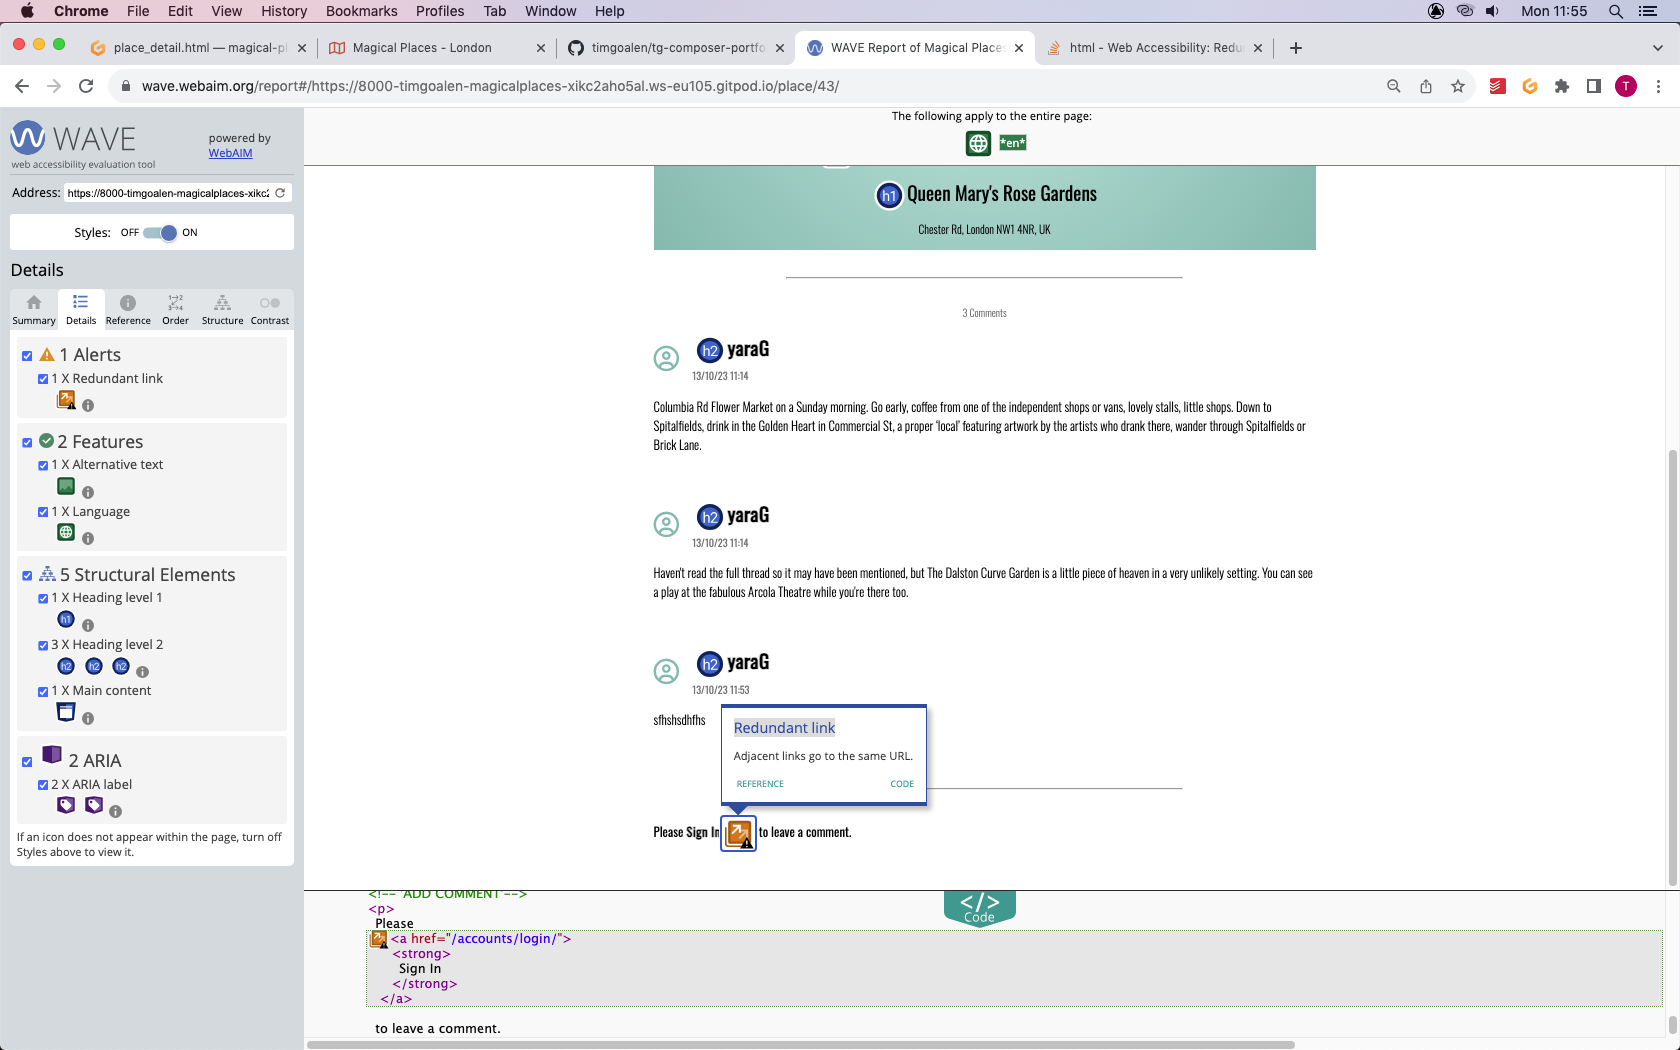 Chrome File Edit View History Bookmarks Profiles Tab Window Help Mon 11:55
place_detail.html — magical-pl
Magical Places - London
timgoalen/tg-composer-portfo
WAVE Report of Magical Places
html - Web Accessibility: Redu
wave.webaim.org/report#/https://8000-timgoalen-magicalplaces-xikc2aho5al.ws-eu105.gitpod.io/place/43/
T
WAVE
web accessibility evaluation tool
powered by
WebAIM
Address: https://8000-timgoalen-magicalplaces-xikc2
Styles: OFF ON
Details
Summary Details Reference Order Structure Contrast
1 Alerts
1 X Redundant link
2 Features
1 X Alternative text
1 X Language
5 Structural Elements
1 X Heading level 1
h1
3 X Heading level 2
h2 h2 h2
1 X Main content
2 ARIA
2 X ARIA label
If an icon does not appear within the page, turn off
Styles above to view it.
The following apply to the entire page:
*en*
h1 Queen Mary's Rose Gardens
Chester Rd, London NW1 4NR, UK
3 Comments
h2 yaraG
13/10/23 11:14
Columbia Rd Flower Market on a Sunday morning. Go early, coffee from one of the independent shops or vans, lovely stalls, little shops. Down to
Spitalfields, drink in the Golden Heart in Commercial St, a proper 'local' featuring artwork by the artists who drank there, wander through Spitalfields or
Brick Lane.
h2 yaraG
13/10/23 11:14
Haven't read the full thread so it may have been mentioned, but The Dalston Curve Garden is a little piece of heaven in a very unlikely setting. You can see
a play at the fabulous Arcola Theatre while you're there too.
h2 yaraG
13/10/23 11:53
sfhshsdhfhs
Redundant link
Adjacent links go to the same URL.
REFERENCE CODE
Please Sign In to leave a comment.
</>
Code
<!-- ADD COMMENT -->
<p>
Please
<a href="/accounts/login/">
<strong>
Sign In
</strong>
</a>
to leave a comment.